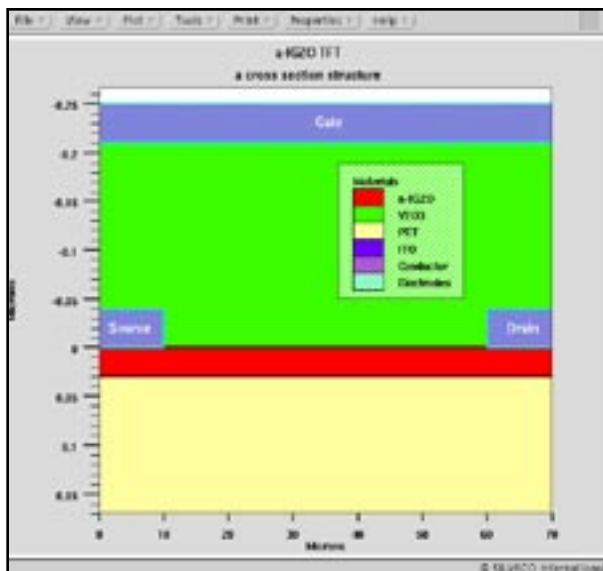 File View Plot Tools Print Properties Help
a-IGZO TFT
a cross section structure
Gate
Materials
a-IGZO
PET
ITO
Conductor
Electrodes
Source
Drain
-0.25
-0.2
-0.15
-0.1
-0.05
0
0.05
0.1
0.15
Microns
0 10 20 30 40 50 60 70
Microns
© SILVACO International